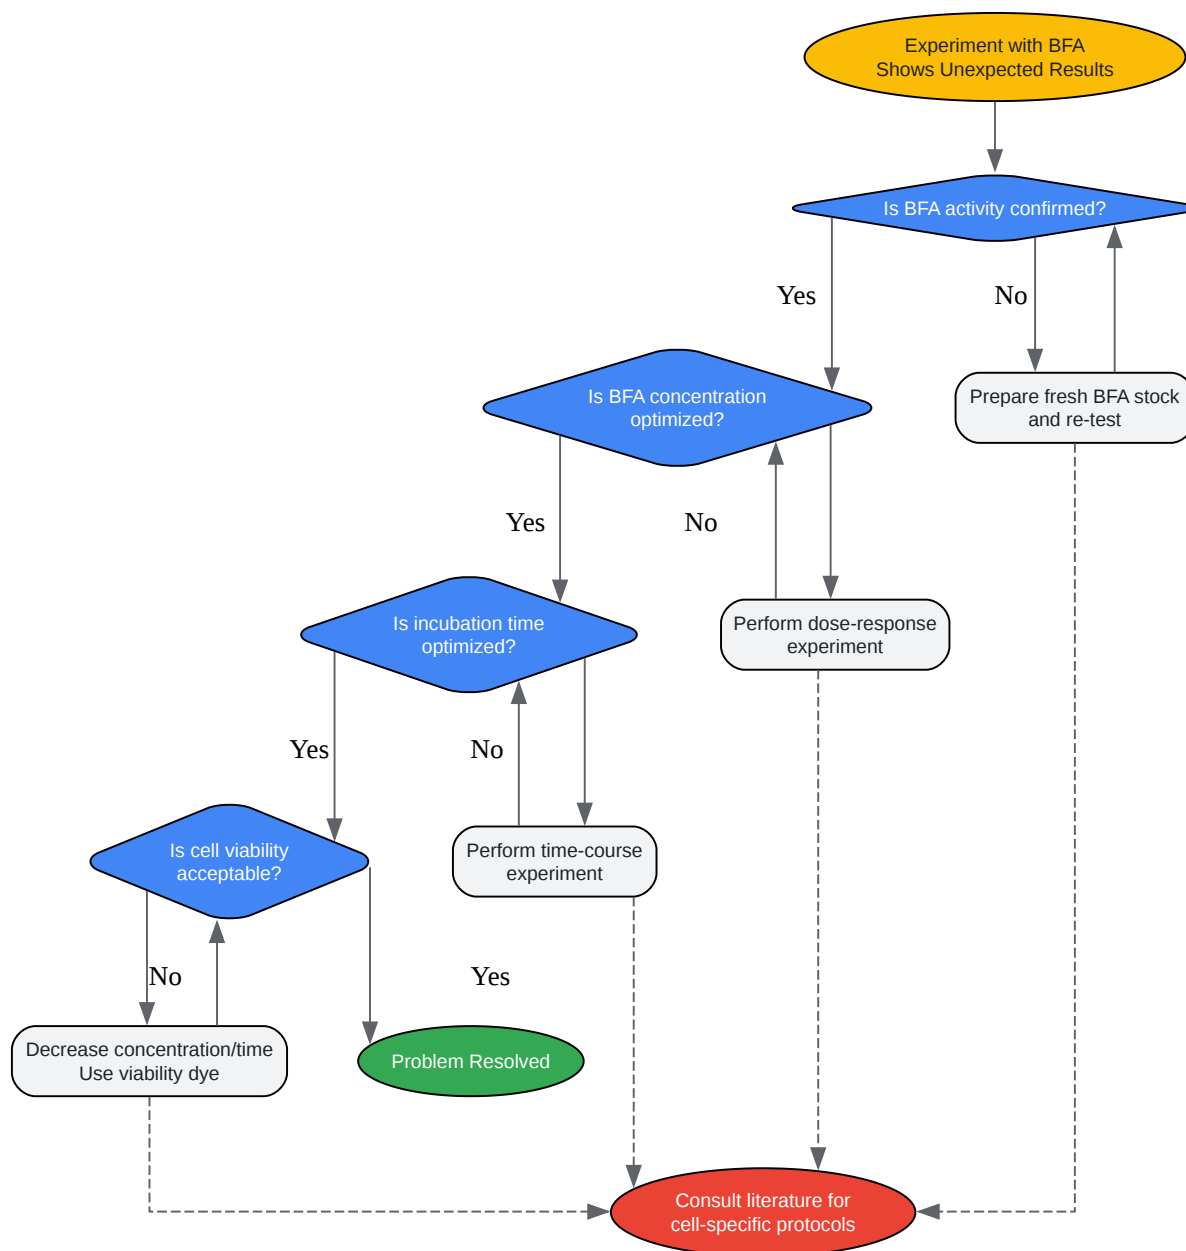 Experiment with BFA
Shows Unexpected Results
Is BFA activity confirmed?
Yes
No
Is BFA concentration
optimized?
Prepare fresh BFA stock
and re-test
Yes
No
Is incubation time
optimized?
Perform dose-response
experiment
Yes
No
Is cell viability
acceptable?
Perform time-course
experiment
No
Yes
Decrease concentration/time
Use viability dye
Problem Resolved
Consult literature for
cell-specific protocols